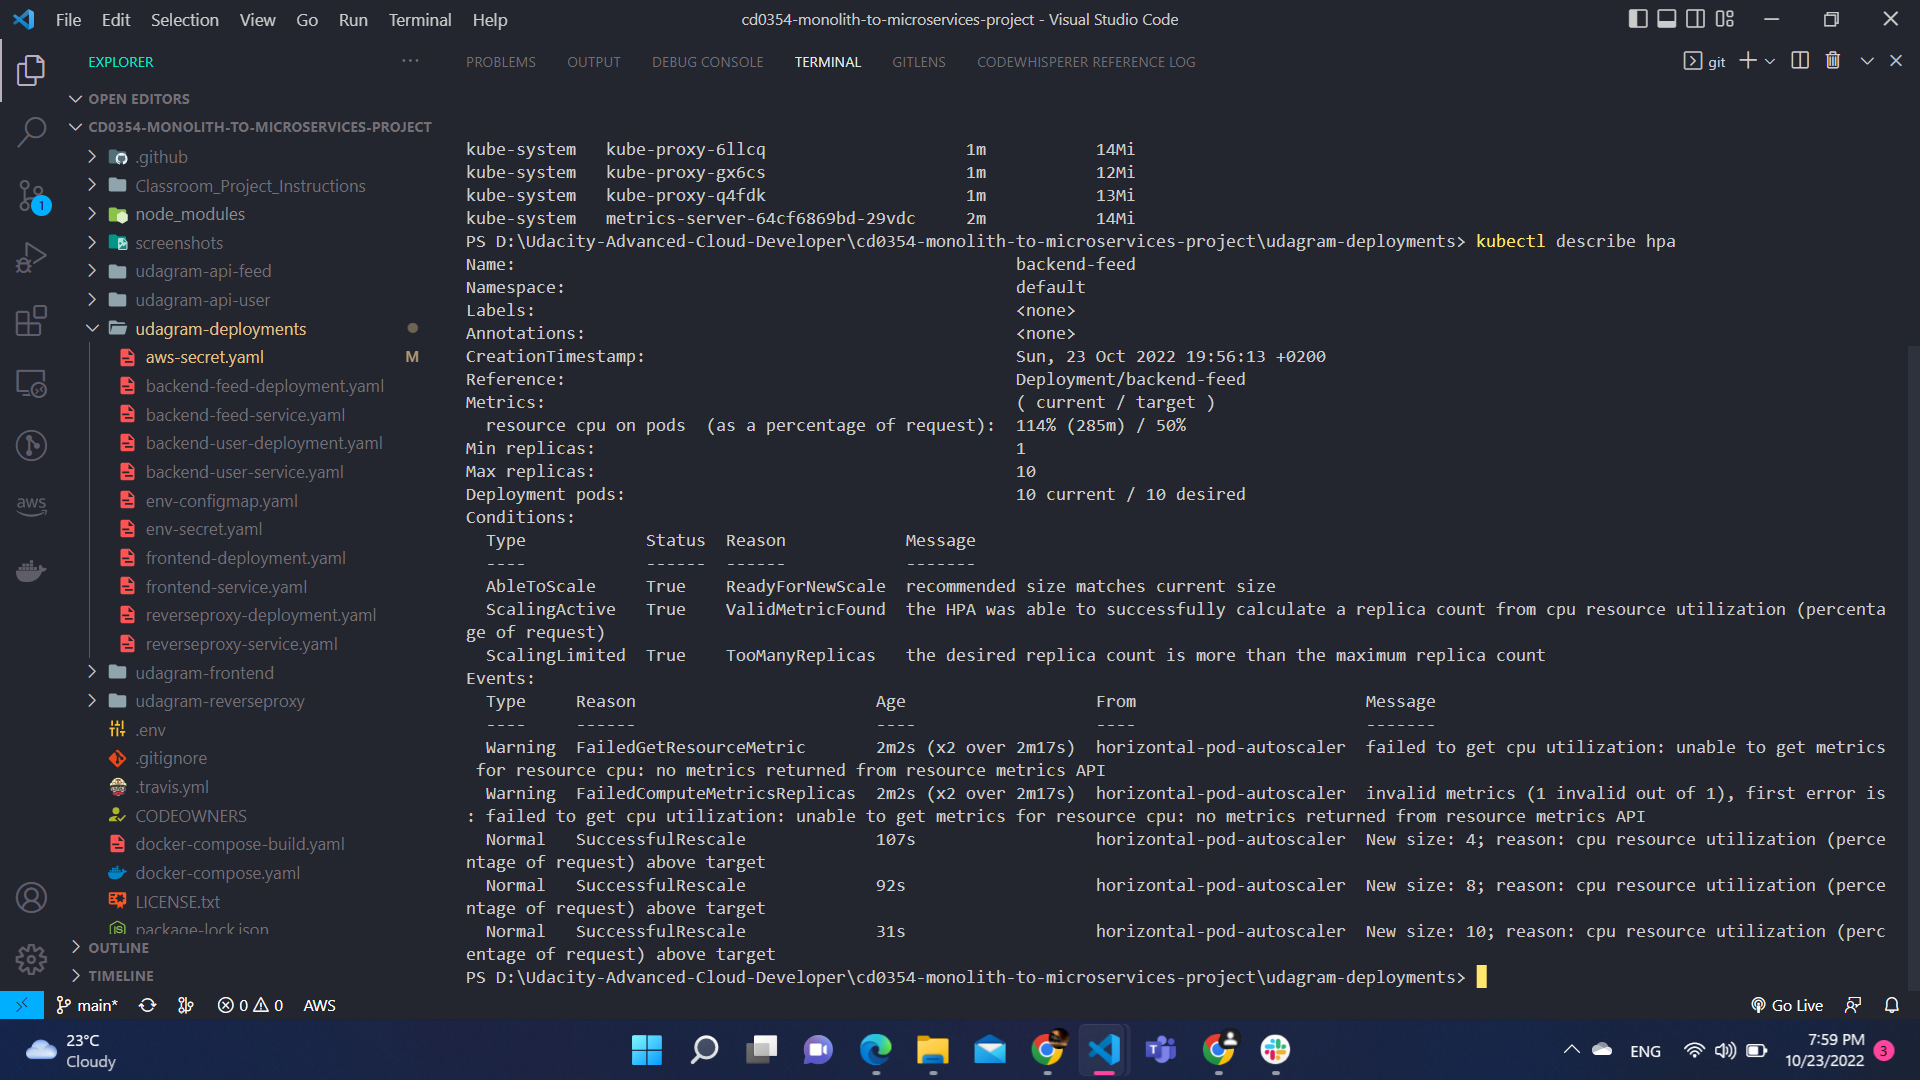 File Edit Selection View Go Run Terminal Help
cd0354-monolith-to-microservices-project - Visual Studio Code
EXPLORER
PROBLEMS OUTPUT DEBUG CONSOLE TERMINAL GITLENS CODEWHISPERER REFERENCE LOG
git
OPEN EDITORS
CD0354-MONOLITH-TO-MICROSERVICES-PROJECT
.github
Classroom_Project_Instructions
node_modules
screenshots
udagram-api-feed
udagram-api-user
udagram-deployments
aws-secret.yaml M
backend-feed-deployment.yaml
backend-feed-service.yaml
backend-user-deployment.yaml
backend-user-service.yaml
env-configmap.yaml
env-secret.yaml
frontend-deployment.yaml
frontend-service.yaml
reverseproxy-deployment.yaml
reverseproxy-service.yaml
udagram-frontend
udagram-reverseproxy
.env
.gitignore
.travis.yml
CODEOWNERS
docker-compose-build.yaml
docker-compose.yaml
LICENSE.txt
package-lock.json
OUTLINE
TIMELINE
1
aws
kube-system kube-proxy-6llcq 1m 14Mi
kube-system kube-proxy-gx6cs 1m 12Mi
kube-system kube-proxy-q4fdk 1m 13Mi
kube-system metrics-server-64cf6869bd-29vdc 2m 14Mi
PS D:\Udacity-Advanced-Cloud-Developer\cd0354-monolith-to-microservices-project\udagram-deployments> kubectl describe hpa
Name: backend-feed
Namespace: default
Labels: <none>
Annotations: <none>
CreationTimestamp: Sun, 23 Oct 2022 19:56:13 +0200
Reference: Deployment/backend-feed
Metrics: ( current / target )
resource cpu on pods (as a percentage of request): 114% (285m) / 50%
Min replicas: 1
Max replicas: 10
Deployment pods: 10 current / 10 desired
Conditions:
Type Status Reason Message
---- ------ ------ -------
AbleToScale True ReadyForNewScale recommended size matches current size
ScalingActive True ValidMetricFound the HPA was able to successfully calculate a replica count from cpu resource utilization (percenta
ge of request)
ScalingLimited True TooManyReplicas the desired replica count is more than the maximum replica count
Events:
Type Reason Age From Message
---- ------ ---- ---- -------
Warning FailedGetResourceMetric 2m2s (x2 over 2m17s) horizontal-pod-autoscaler failed to get cpu utilization: unable to get metrics
for resource cpu: no metrics returned from resource metrics API
Warning FailedComputeMetricsReplicas 2m2s (x2 over 2m17s) horizontal-pod-autoscaler invalid metrics (1 invalid out of 1), first error is
: failed to get cpu utilization: unable to get metrics for resource cpu: no metrics returned from resource metrics API
Normal SuccessfulRescale 107s horizontal-pod-autoscaler New size: 4; reason: cpu resource utilization (perce
ntage of request) above target
Normal SuccessfulRescale 92s horizontal-pod-autoscaler New size: 8; reason: cpu resource utilization (perce
ntage of request) above target
Normal SuccessfulRescale 31s horizontal-pod-autoscaler New size: 10; reason: cpu resource utilization (perc
entage of request) above target
PS D:\Udacity-Advanced-Cloud-Developer\cd0354-monolith-to-microservices-project\udagram-deployments>
main* 0 0 AWS Go Live
23°C
Cloudy
ENG
7:59 PM
10/23/2022
3